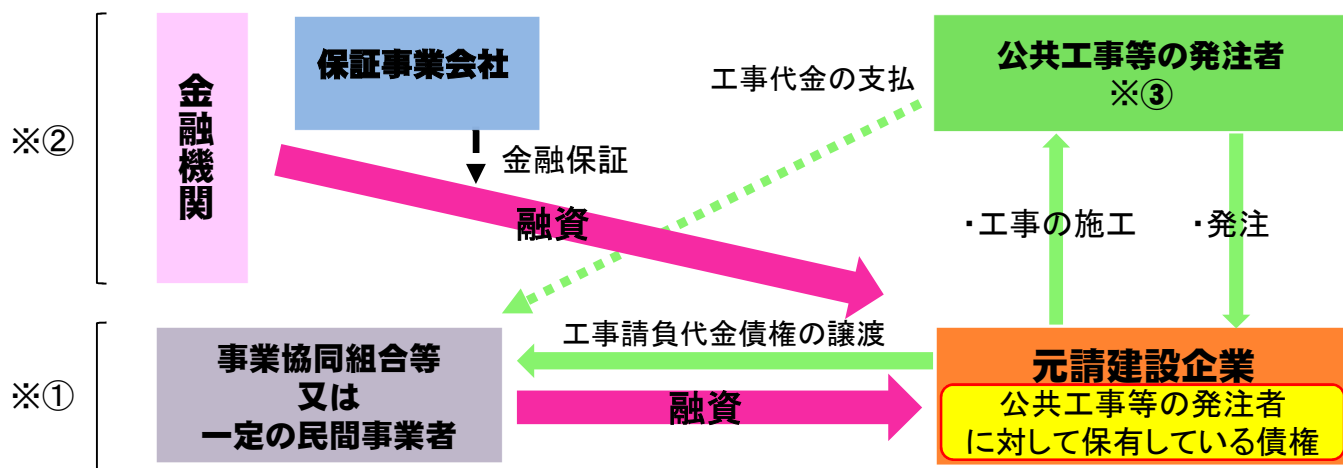 ※②
金融機関
保証事業会社
金融保証
融資
工事代金の支払
公共工事等の発注者
※③
・工事の施工
・発注
※①
事業協同組合等
又は
一定の民間事業者
工事請負代金債権の譲渡
融資
元請建設企業
公共工事等の発注者
に対して保有している債権